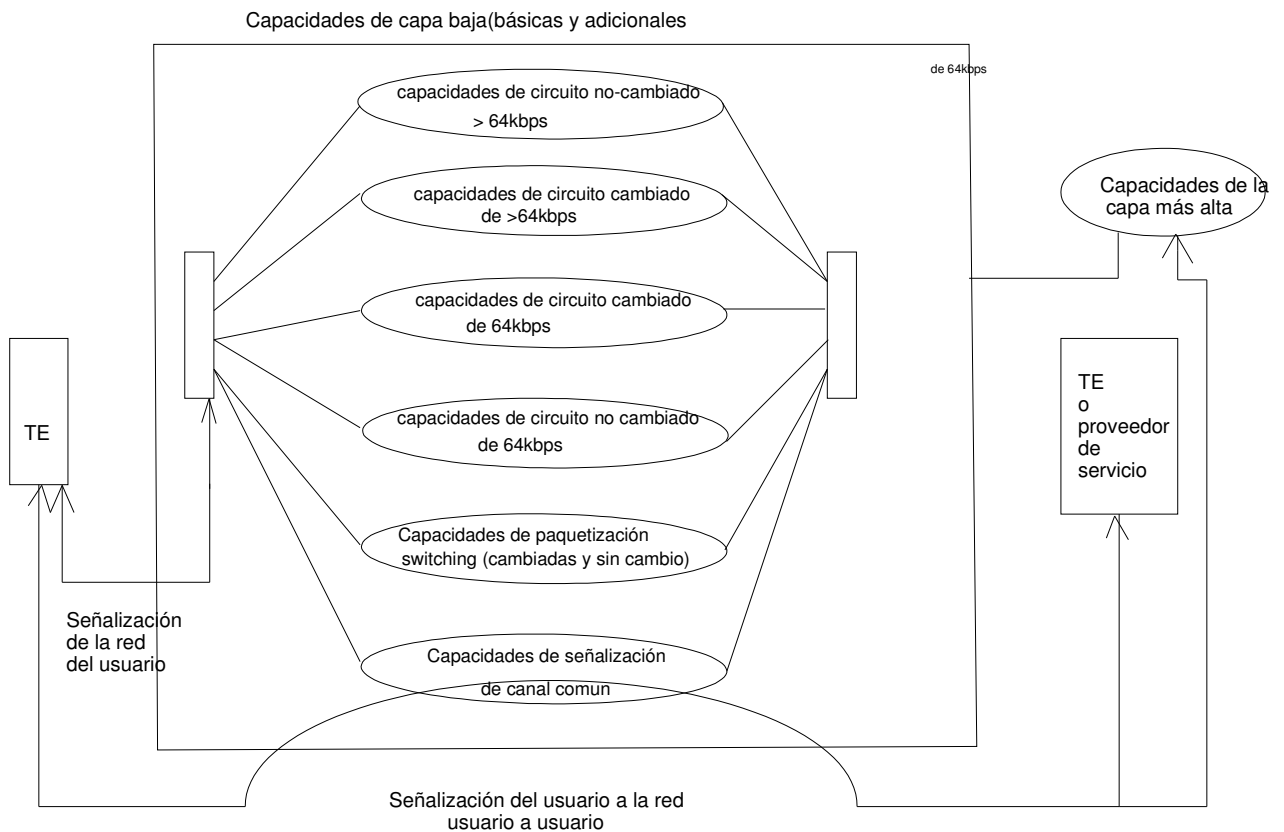 Capacidades de capa baja(básicas y adicionales
de 64kbps
capacidades de circuito no-cambiado
> 64kbps
capacidades de circuito cambiado
de >64kbps
Capacidades de la
capa más alta
capacidades de circuito cambiado
de 64kbps
TE
capacidades de circuito no cambiado
de 64kbps
TE
o
proveedor
de
servicio
Capacidades de paquetización
switching (cambiadas y sin cambio)
Señalización
de la red
del usuario
Capacidades de señalización
de canal comun
Señalización del usuario a la red
usuario a usuario